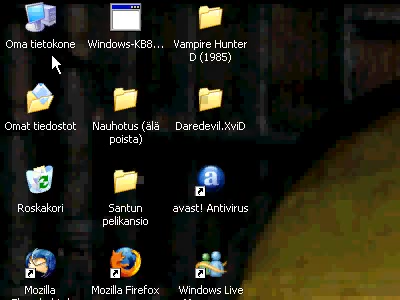 Oma tietokone
Windows-KB8...
Vampire Hunter
D (1985)
Omat tiedostot
Nauhotus (älä
poista)
Daredevil.XviD
Roskakori
Santun
pelikansio
avast! Antivirus
Mozilla
Mozilla Firefox
Windows Live